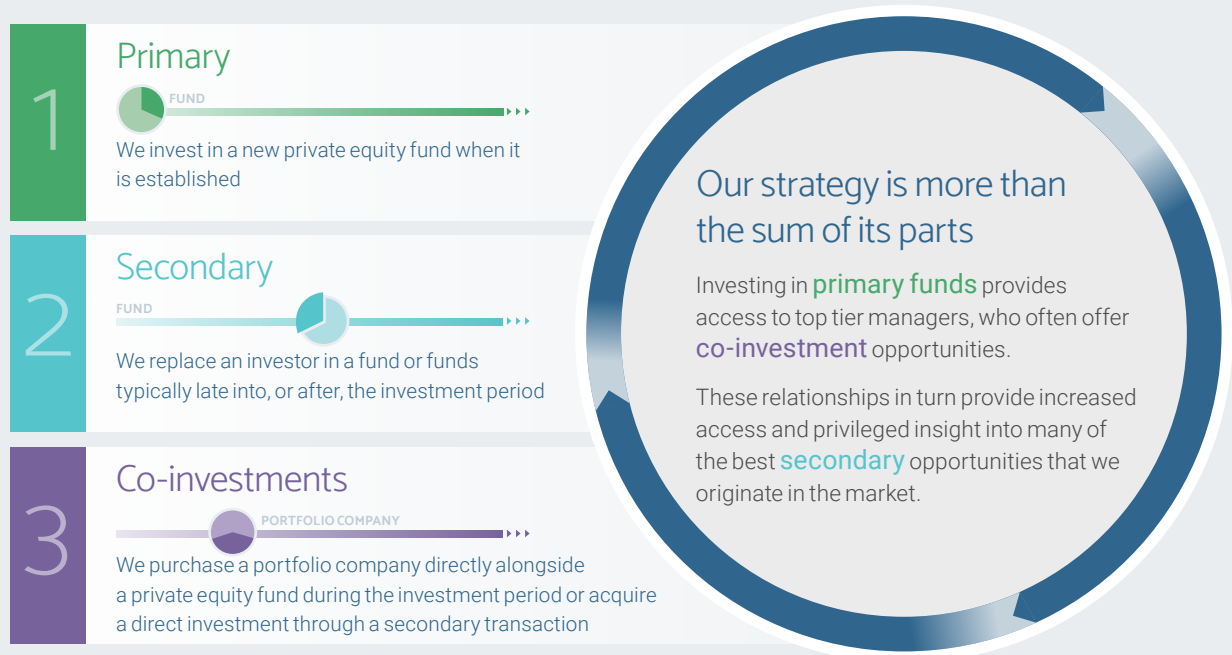 1
Primary
FUND
We invest in a new private equity fund when it
is established
2
Secondary
FUND
We replace an investor in a fund or funds
typically late into, or after, the investment period
3
Co-investments
PORTFOLIO COMPANY
We purchase a portfolio company directly alongside
a private equity fund during the investment period or acquire
a direct investment through a secondary transaction
Our strategy is more than
the sum of its parts
Investing in primary funds provides
access to top tier managers, who often offer
co-investment opportunities.
These relationships in turn provide increased
access and privileged insight into many of
the best secondary opportunities that we
originate in the market.